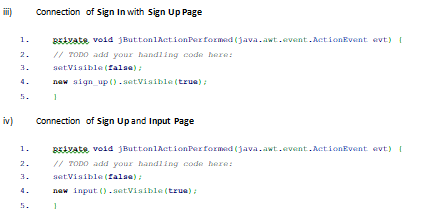 iii) Connection of Sign In with Sign Up Page
1. private void jButton1ActionPerformed(java.awt.event.ActionEvent evt) {
2. // TODO add your handling code here:
3. setVisible(false);
4. new sign_up().setVisible(true);
5. }
iv) Connection of Sign Up and Input Page
1. private void jButton1ActionPerformed(java.awt.event.ActionEvent evt) {
2. // TODO add your handling code here:
3. setVisible(false);
4. new input().setVisible(true);
5. }